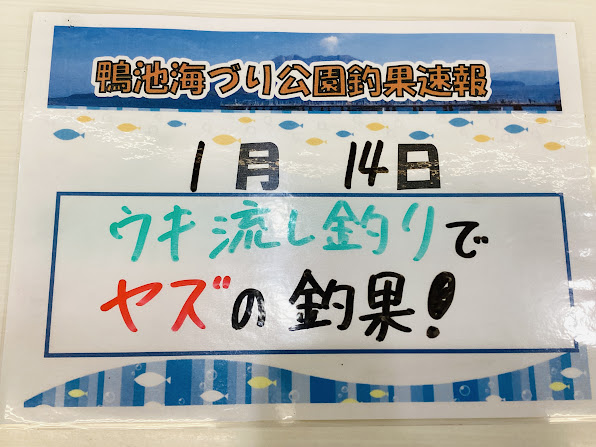 鴨池海づり公園釣果速報
1月 14日
ウキ流し釣りで
ヤズの釣果!